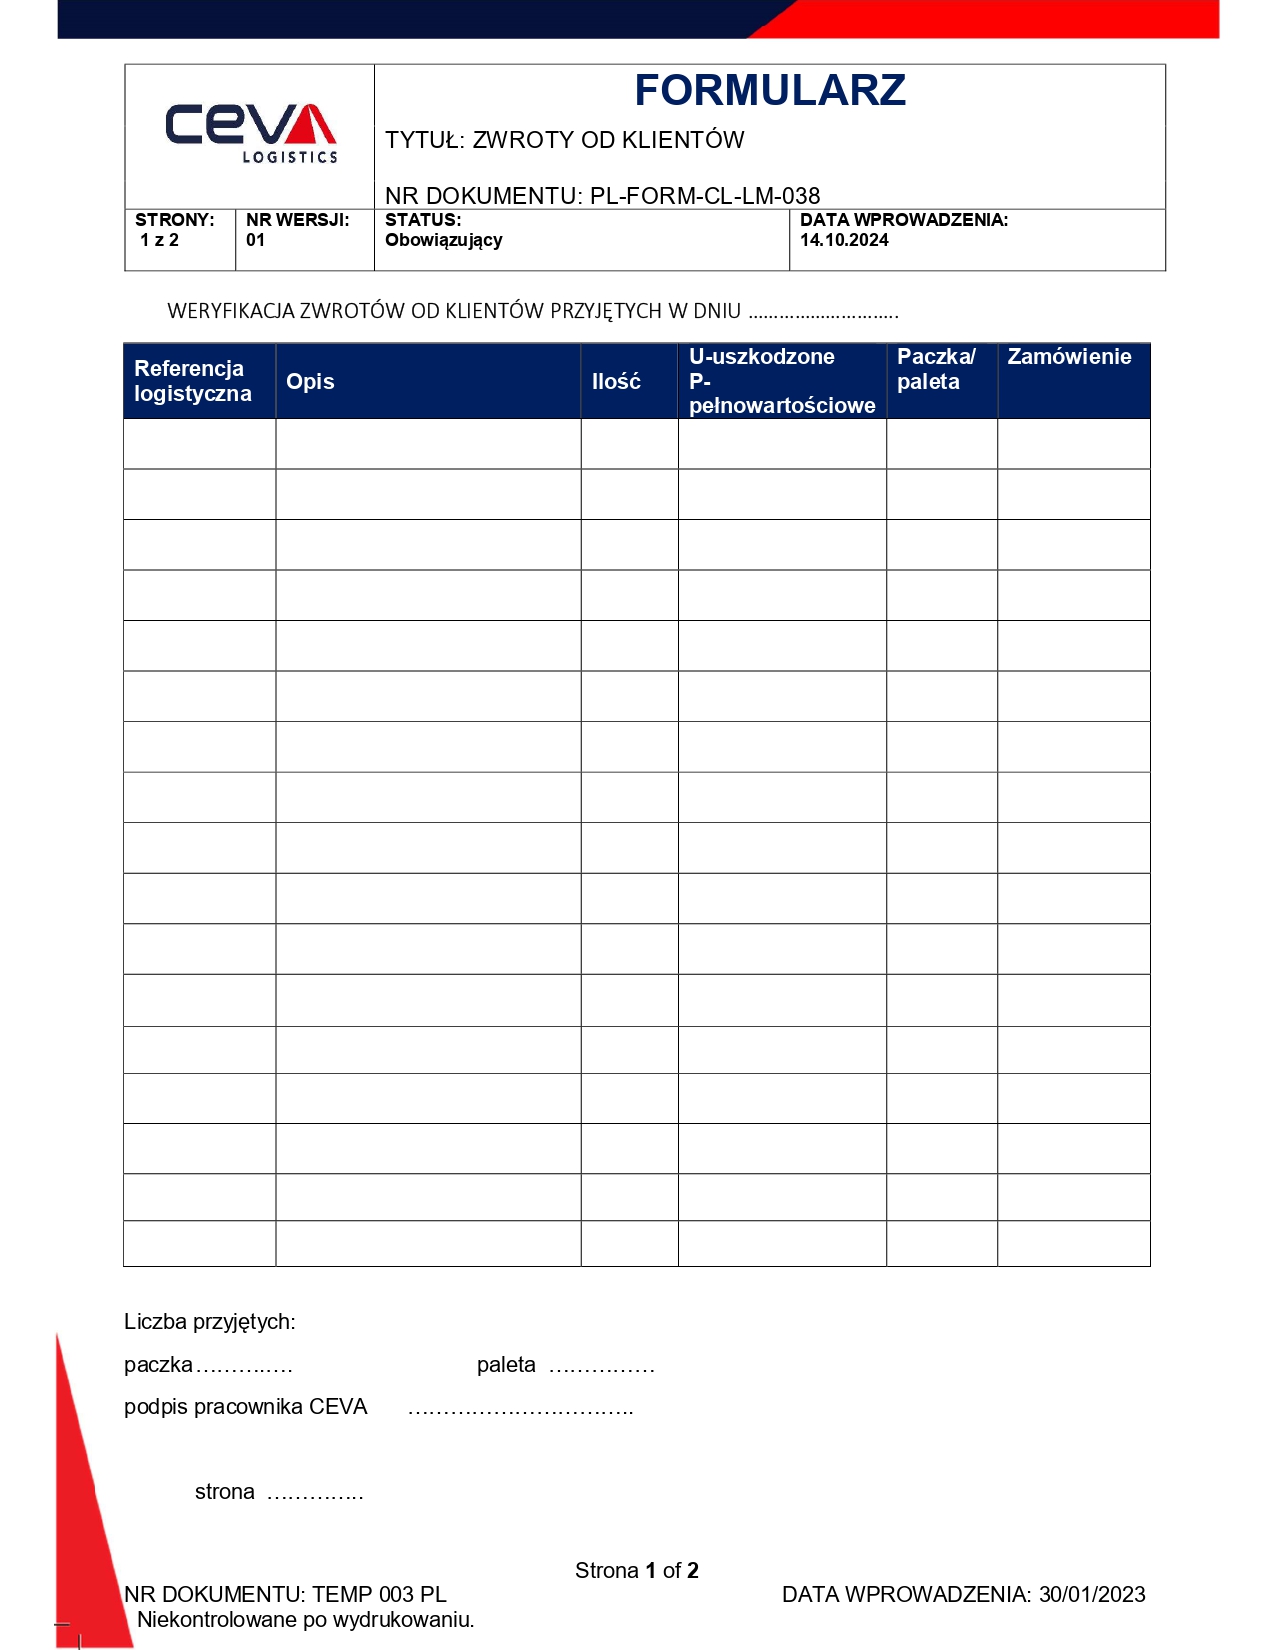 ceva
LOGISTICS
FORMULARZ
TYTUŁ: ZWROTY OD KLIENTÓW
NR DOKUMENTU: PL-FORM-CL-LM-038
STRONY: NR WERSJI: STATUS: DATA WPROWADZENIA:
1 z 2 01 Obowiązujący 14.10.2024
WERYFIKACJA ZWROTÓW OD KLIENTÓW PRZYJĘTYCH W DNIU ...............................
Referencja logistyczna
Opis
Ilość
U-uszkodzone
P-
pełnowartościowe
Paczka/
paleta
Zamówienie
Liczba przyjętych:
paczka………..…. paleta ……………
podpis pracownika CEVA …………………………..
strona …………..
Strona 1 of 2
NR DOKUMENTU: TEMP 003 PL DATA WPROWADZENIA: 30/01/2023
Niekontrolowane po wydrukowaniu.